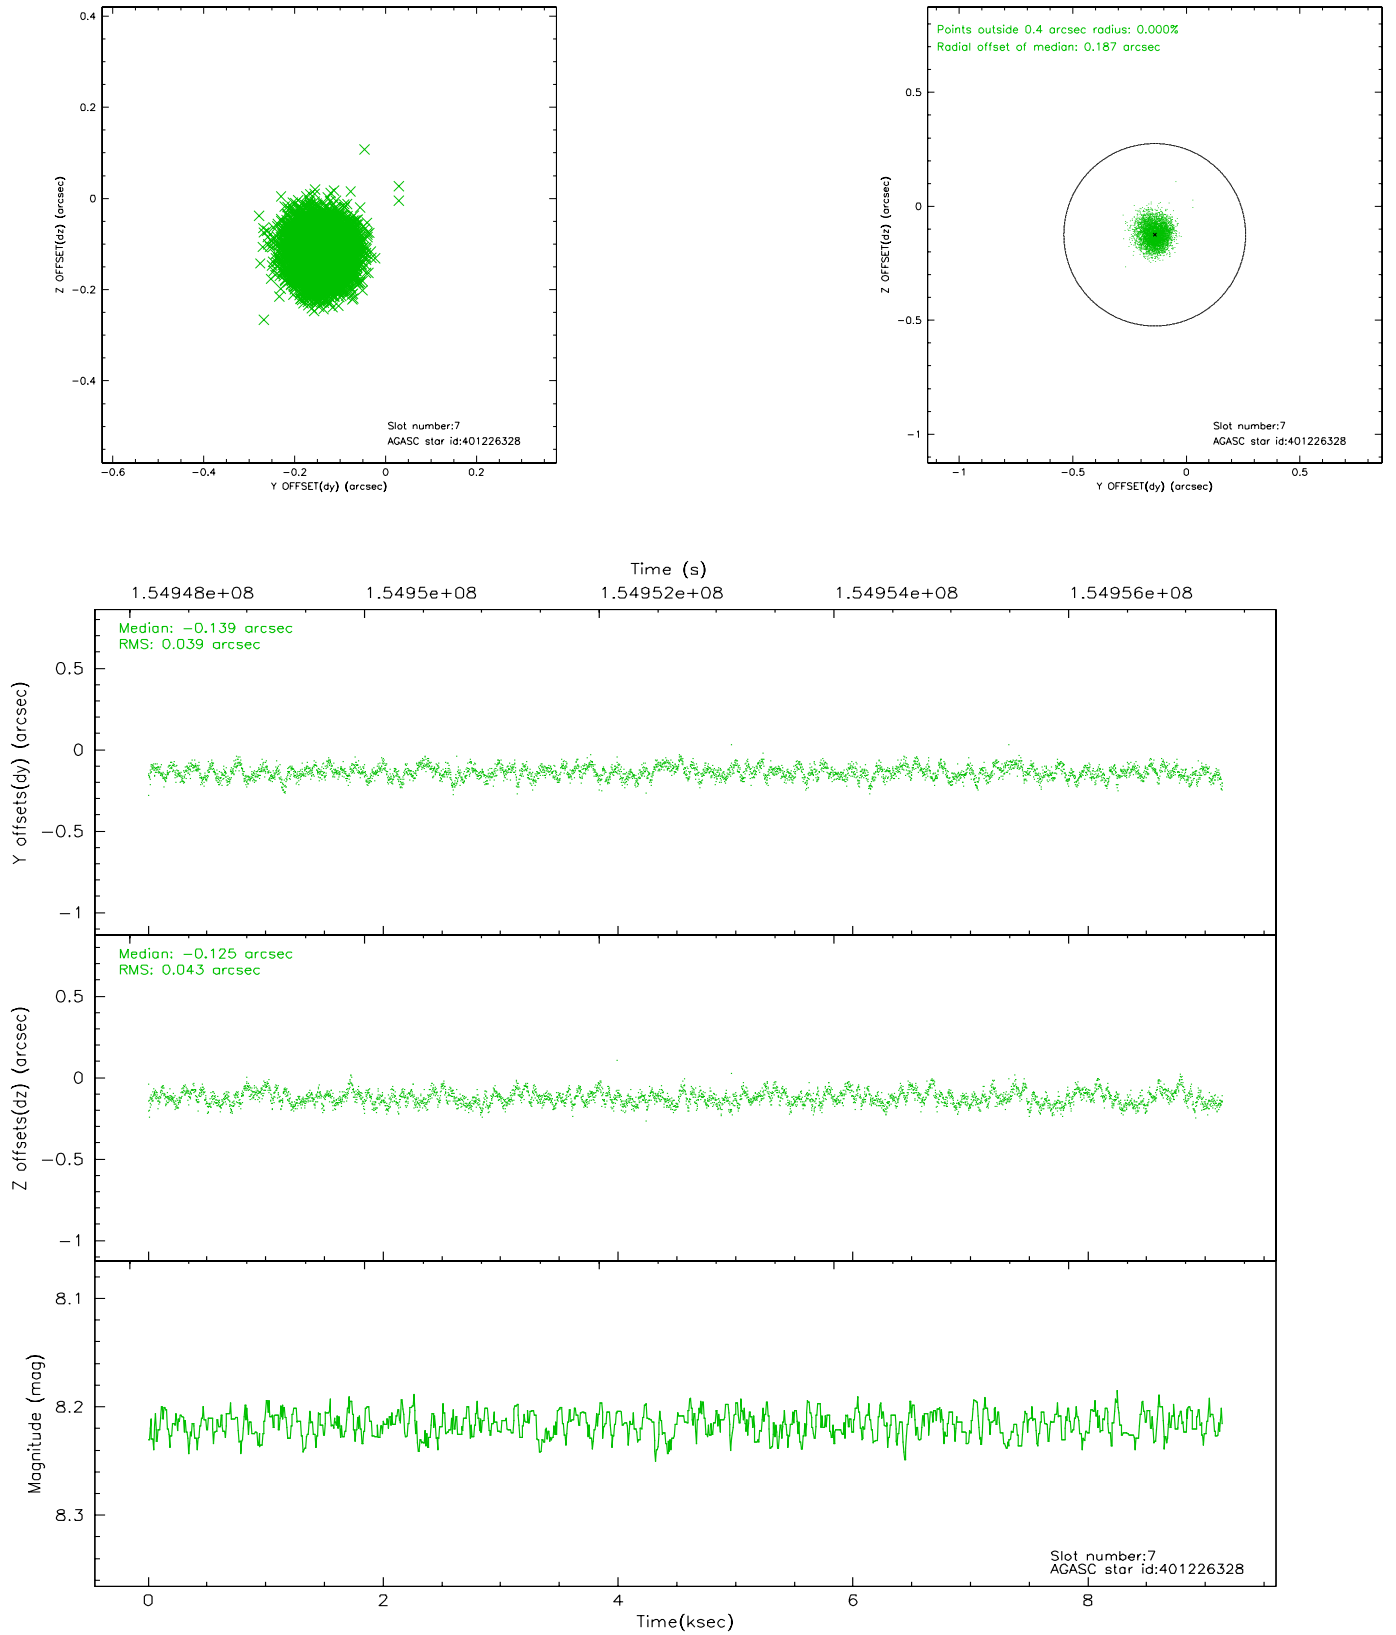 0.4
0.2
0
−0.2
−0.4
−0.6
−0.4
−0.2
0
0.2
Z OFFSET(dz) (arcsec)
Y OFFSET(dy) (arcsec)
Slot number:7
AGASC star id:401226328
Points outside 0.4 arcsec radius: 0.000%
Radial offset of median: 0.187 arcsec
0.5
0
−0.5
−1
−1
−0.5
0
0.5
Z OFFSET(dz) (arcsec)
Y OFFSET(dy) (arcsec)
Slot number:7
AGASC star id:401226328
Time (s)
1.54948e+08
1.5495e+08
1.54952e+08
1.54954e+08
1.54956e+08
Median: −0.139 arcsec
RMS: 0.039 arcsec
0.5
0
−0.5
−1
Y offsets(dy) (arcsec)
Median: −0.125 arcsec
RMS: 0.043 arcsec
0.5
0
−0.5
−1
Z offsets(dz) (arcsec)
8.1
8.2
8.3
Magnitude (mag)
Slot number:7
AGASC star id:401226328
0
2
4
6
8
Time(ksec)